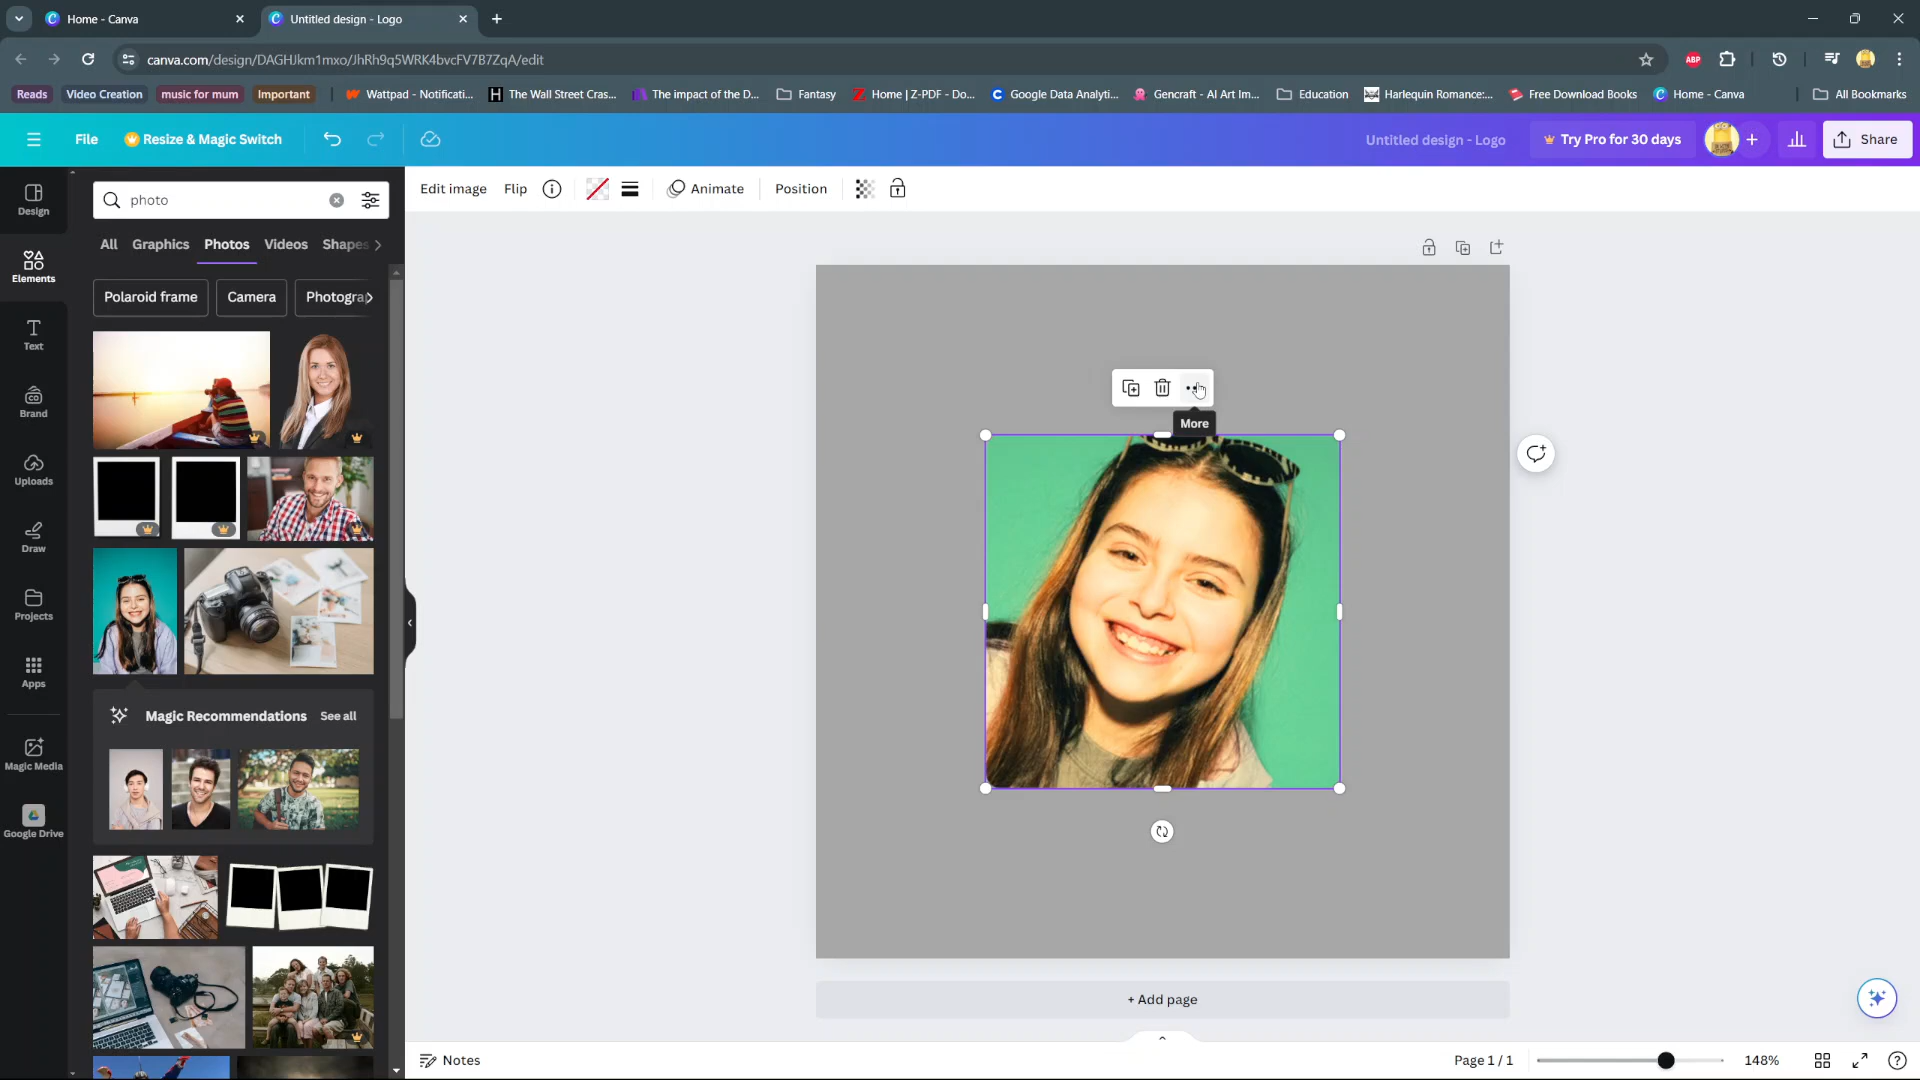 Home - Canva
Untitled design - Logo
canva.com/design/DAGHJkm1mxo/JhRh9q5WRK4bvcFV7B7ZqA/edit
ABP
Reads
Video Creation
music for mum
Important
Wattpad - Notificati...
The Wall Street Cras...
The impact of the D...
Fantasy
Home | Z-PDF - Do...
Google Data Analyti...
Gencraft - AI Art Im...
Education
Harlequin Romance:...
Free Download Books
Home - Canva
All Bookmarks
File
Resize & Magic Switch
Untitled design - Logo
Try Pro for 30 days
Share
Design
Elements
Text
Brand
Uploads
Draw
Projects
Apps
Magic Media
Google Drive
photo
All
Graphics
Photos
Videos
Shapes
Polaroid frame
Camera
Photograp
Magic Recommendations
See all
Edit image
Flip
Animate
Position
More
+ Add page
Notes
Page 1 / 1
148%